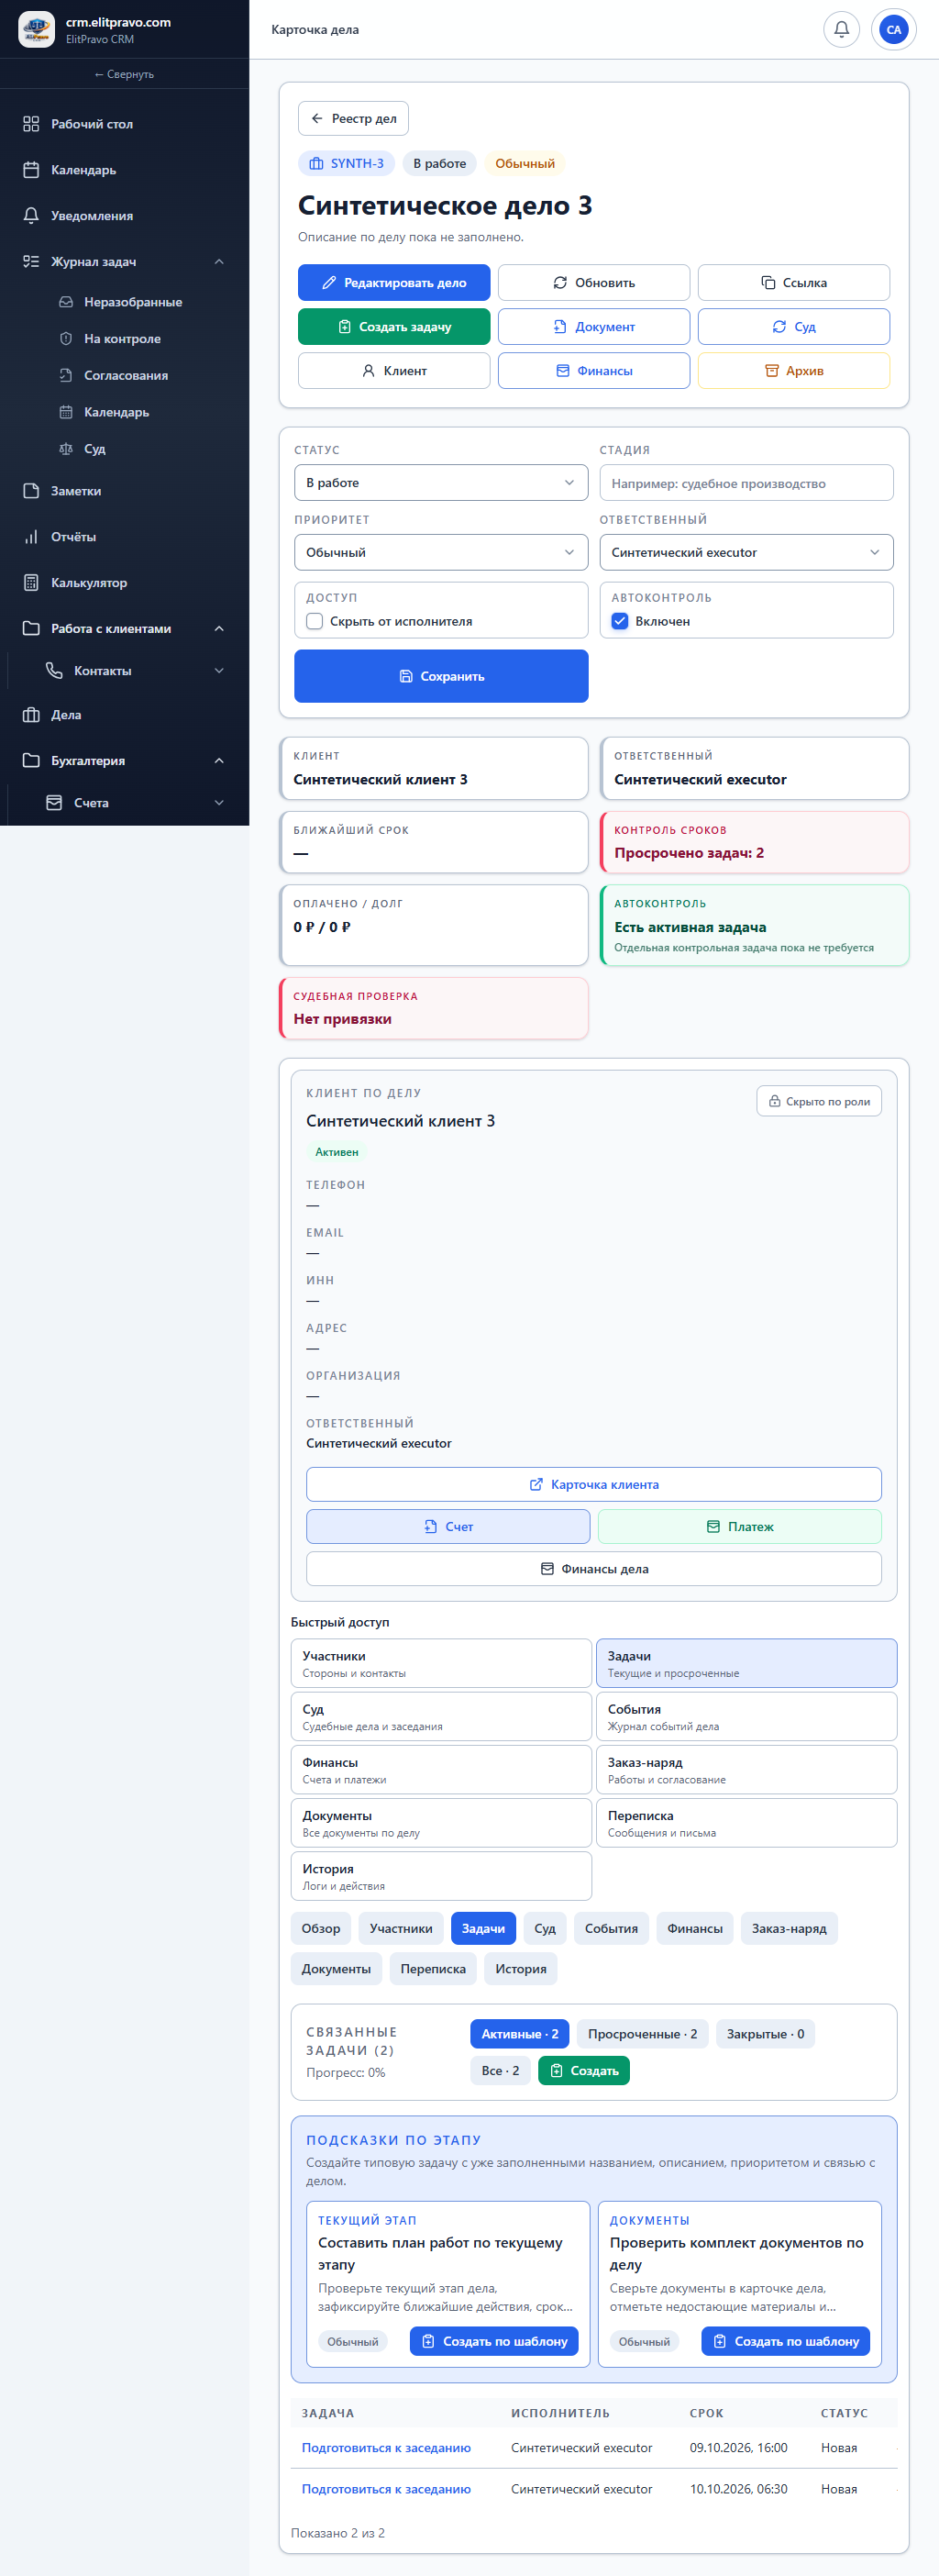 crm.elitpravo.com
ElitPravo CRM
← Свернуть
Рабочий стол
Календарь
Уведомления
Журнал задач
Неразобранные
На контроле
Согласования
Календарь
Суд
Заметки
Отчёты
Калькулятор
Работа с клиентами
Контакты
Дела
Бухгалтерия
Счета
Карточка дела
СА
Реестр дел
SYNTH-3 В работе Обычный
Синтетическое дело 3
Описание по делу пока не заполнено.
Редактировать дело Обновить Ссылка
Создать задачу Документ Суд
Клиент Финансы Архив
СТАТУС СТАДИЯ
В работе Например: судебное производство
ПРИОРИТЕТ ОТВЕТСТВЕННЫЙ
Обычный Синтетический executor
ДОСТУП АВТОКОНТРОЛЬ
Скрыть от исполнителя Включен
Сохранить
КЛИЕНТ
Синтетический клиент 3
ОТВЕТСТВЕННЫЙ
Синтетический executor
БЛИЖАЙШИЙ СРОК
—
КОНТРОЛЬ СРОКОВ
Просрочено задач: 2
ОПЛАЧЕНО / ДОЛГ
0 ₽ / 0 ₽
АВТОКОНТРОЛЬ
Есть активная задача
Отдельная контрольная задача пока не требуется
СУДЕБНАЯ ПРОВЕРКА
Нет привязки
КЛИЕНТ ПО ДЕЛУ
Скрыто по роли
Синтетический клиент 3
Активен
ТЕЛЕФОН
—
EMAIL
—
ИНН
—
АДРЕС
—
ОРГАНИЗАЦИЯ
—
ОТВЕТСТВЕННЫЙ
Синтетический executor
Карточка клиента
Счет Платеж
Финансы дела
Быстрый доступ
Участники
Стороны и контакты
Задачи
Текущие и просроченные
Суд
Судебные дела и заседания
События
Журнал событий дела
Финансы
Счета и платежи
Заказ-наряд
Работы и согласование
Документы
Все документы по делу
Переписка
Сообщения и письма
История
Логи и действия
Обзор Участники Задачи Суд События Финансы Заказ-наряд
Документы Переписка История
СВЯЗАННЫЕ
ЗАДАЧИ (2)
Прогресс: 0%
Активные · 2 Просроченные · 2 Закрытые · 0
Все · 2 Создать
ПОДСКАЗКИ ПО ЭТАПУ
Создайте типовую задачу с уже заполненными названием, описанием, приоритетом и связью с
делом.
ТЕКУЩИЙ ЭТАП
Составить план работ по текущему
этапу
Проверьте текущий этап дела,
зафиксируйте ближайшие действия, срок...
Обычный Создать по шаблону
ДОКУМЕНТЫ
Проверить комплект документов по
делу
Сверьте документы в карточке дела,
отметьте недостающие материалы и...
Обычный Создать по шаблону
ЗАДАЧА ИСПОЛНИТЕЛЬ СРОК СТАТУС
Подготовиться к заседанию Синтетический executor 09.10.2026, 16:00 Новая
Подготовиться к заседанию Синтетический executor 10.10.2026, 06:30 Новая
Показано 2 из 2